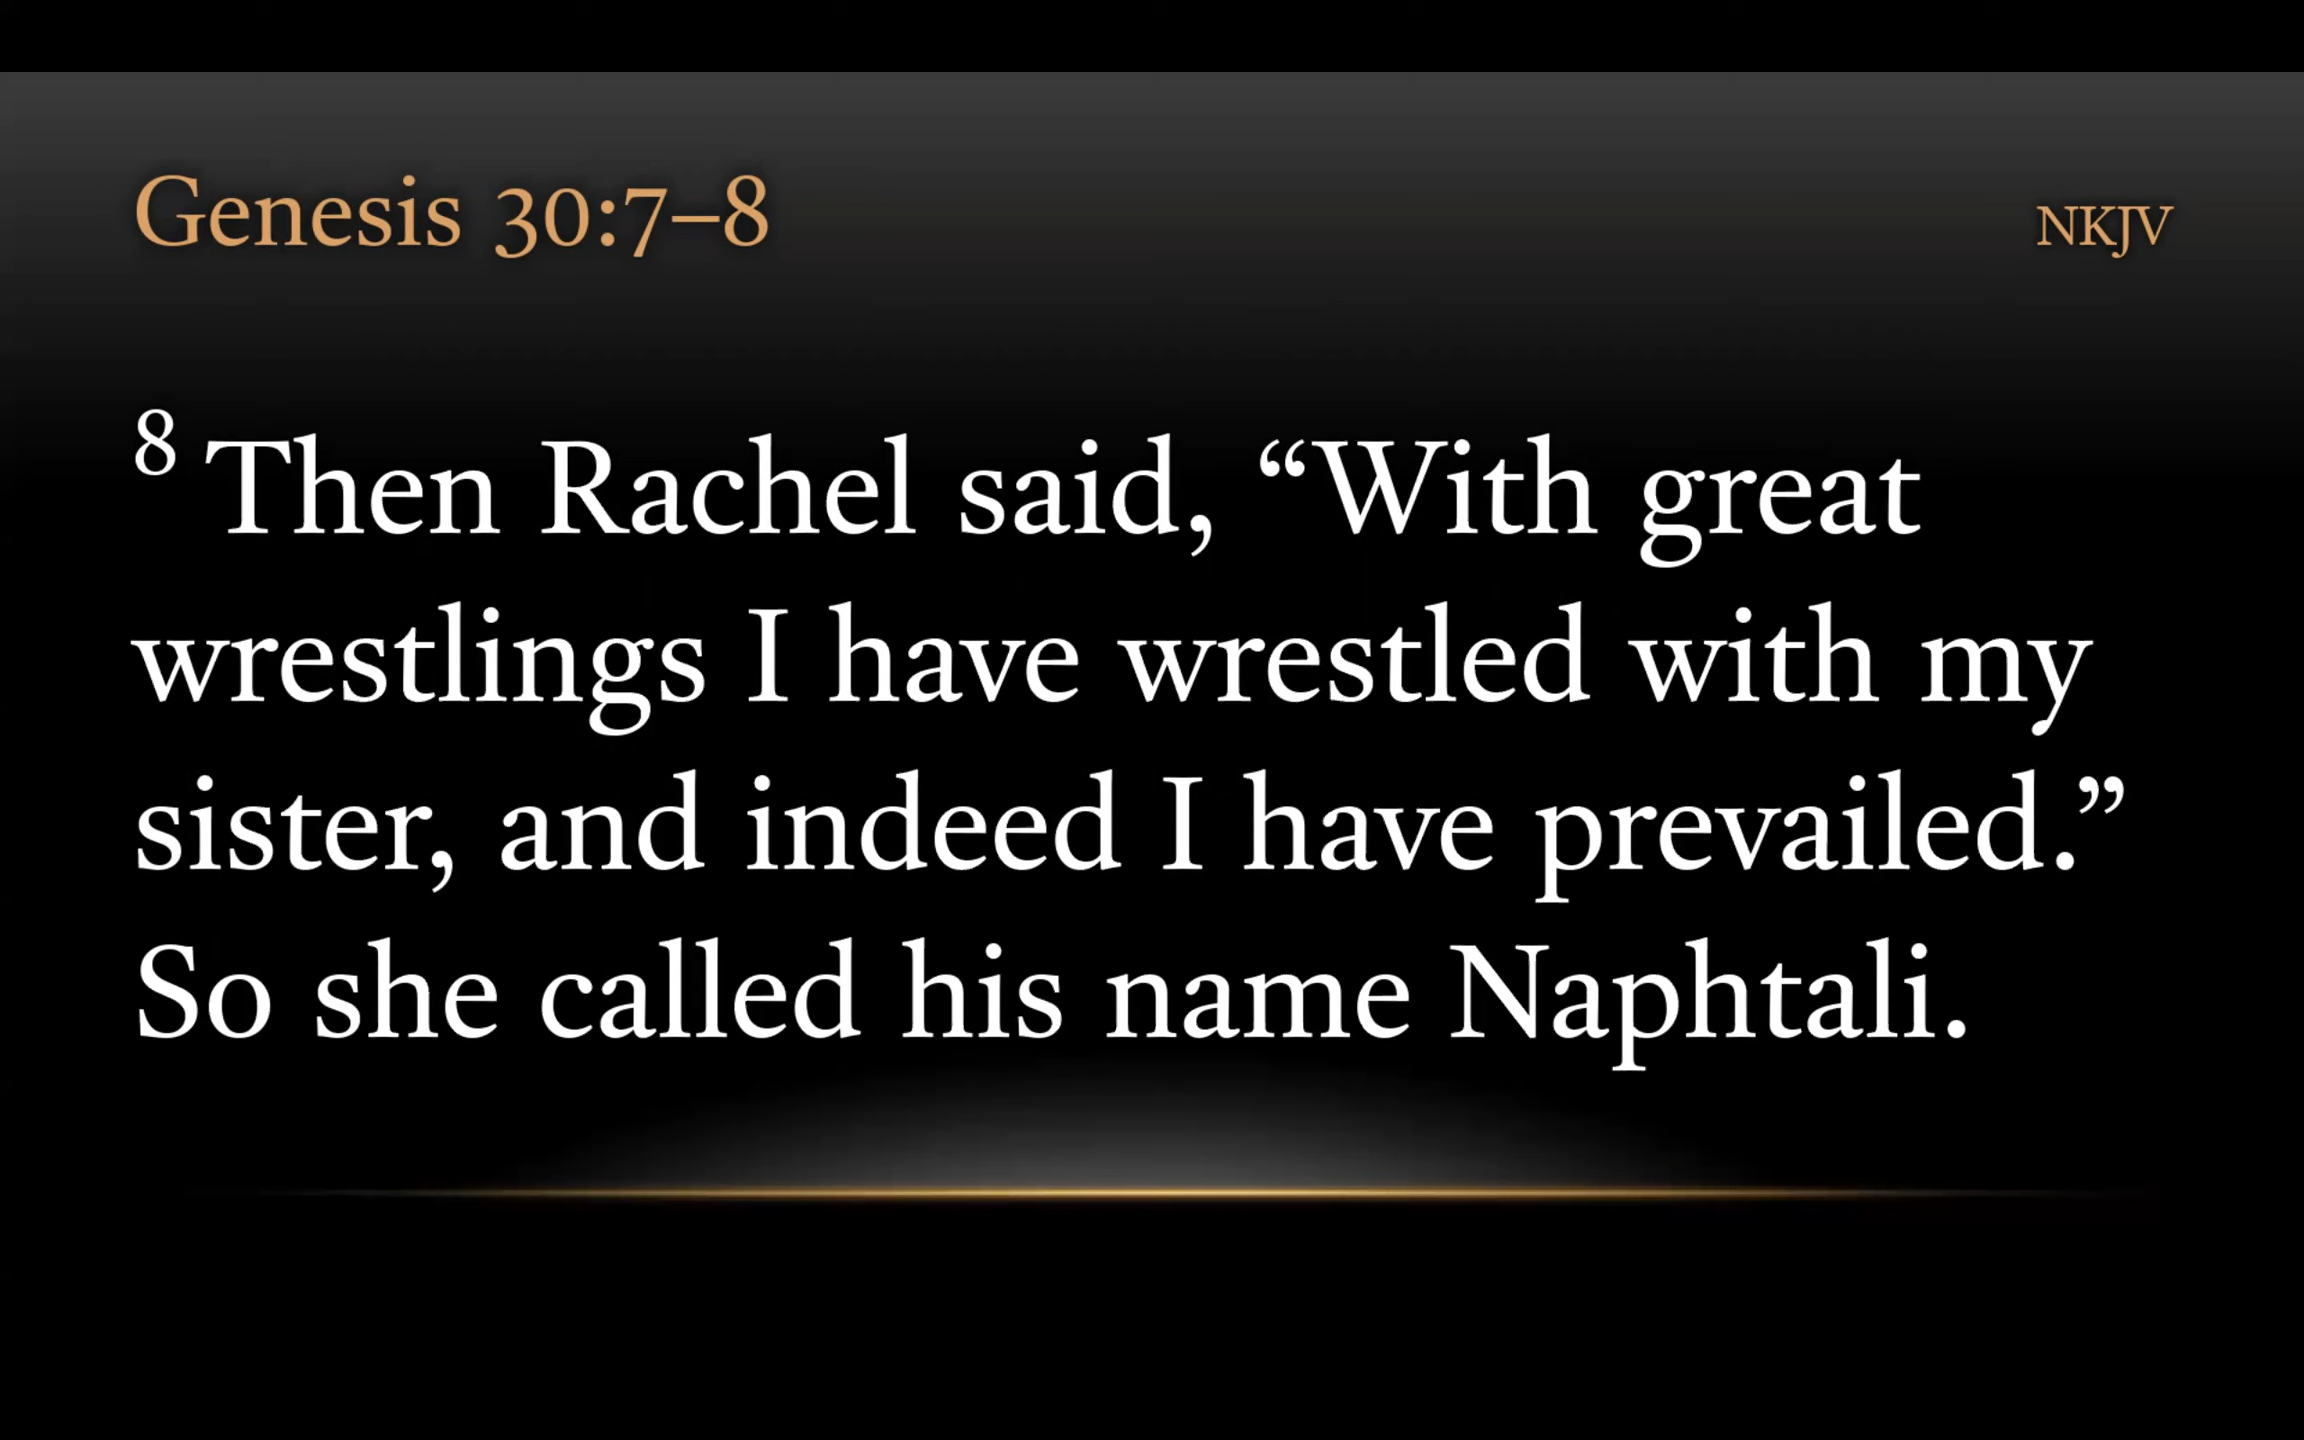 Genesis 30:7–8
NKJV
8 Then Rachel said, “With great
wrestlings I have wrestled with my
sister, and indeed I have prevailed.”
So she called his name Naphtali.